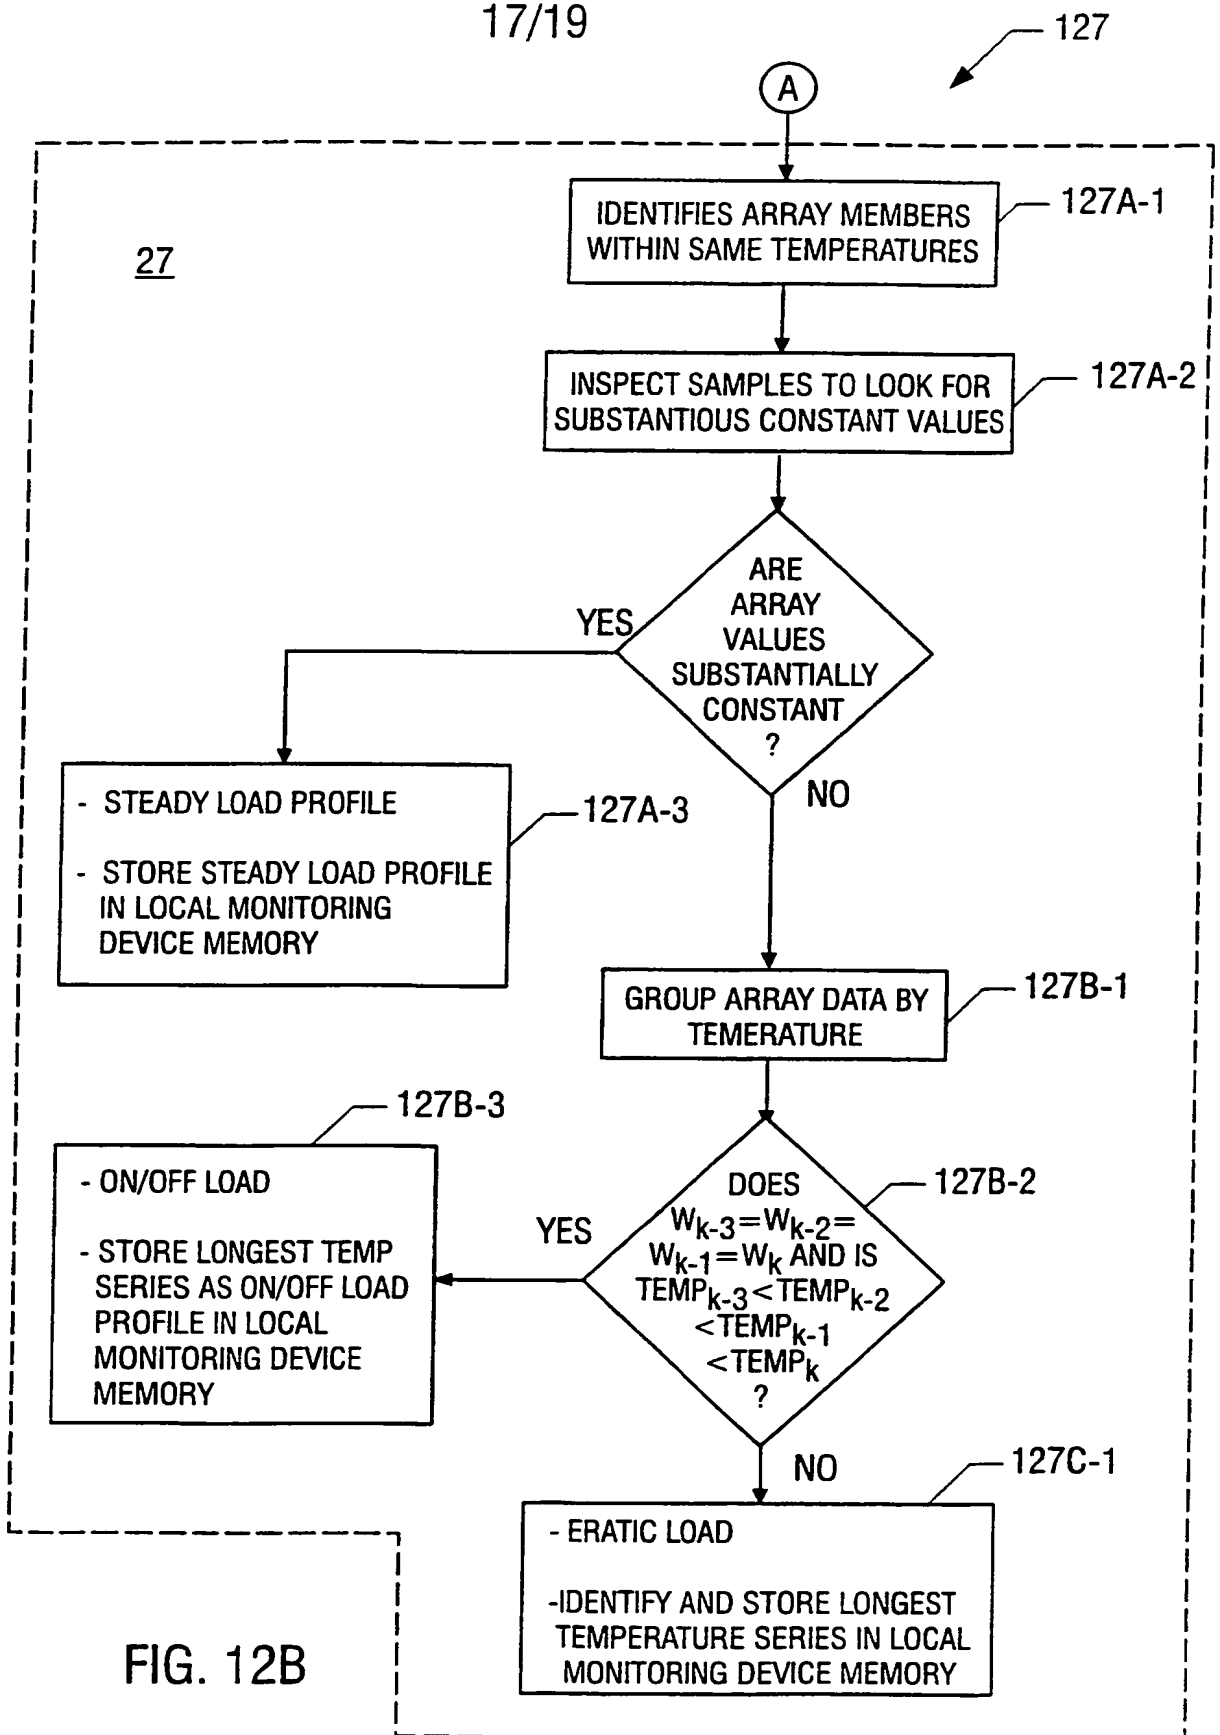 17/19
127
A
127A-1
IDENTIFIES ARRAY MEMBERS
WITHIN SAME TEMPERATURES
27
127A-2
INSPECT SAMPLES TO LOOK FOR
SUBSTANTIOUS CONSTANT VALUES
ARE
ARRAY
VALUES
SUBSTANTIALLY
CONSTANT
?
YES
NO
127A-3
- STEADY LOAD PROFILE
- STORE STEADY LOAD PROFILE
IN LOCAL MONITORING
DEVICE MEMORY
127B-1
GROUP ARRAY DATA BY
TEMERATURE
127B-3
- ON/OFF LOAD
- STORE LONGEST TEMP
SERIES AS ON/OFF LOAD
PROFILE IN LOCAL
MONITORING DEVICE
MEMORY
YES
127B-2
DOES
Wk-3=Wk-2=
Wk-1=Wk AND IS
TEMPk-3<TEMPk-2
<TEMPk-1
<TEMPk
?
NO
127C-1
- ERATIC LOAD
-IDENTIFY AND STORE LONGEST
TEMPERATURE SERIES IN LOCAL
MONITORING DEVICE MEMORY
FIG. 12B